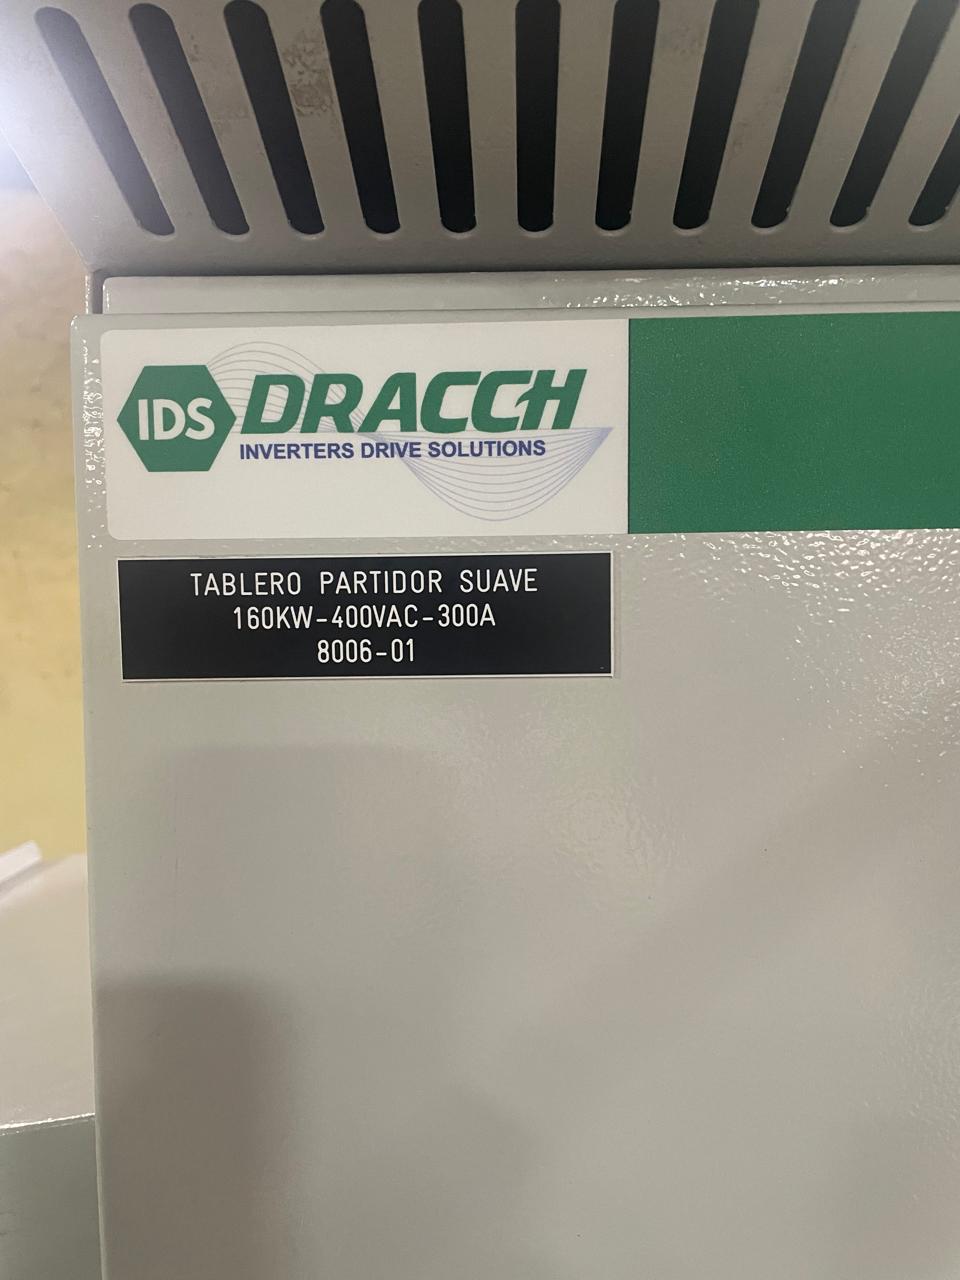 IDS DRACCH
INVERTERS DRIVE SOLUTIONS
TABLERO PARTIDOR SUAVE
160KW-400VAC-300A
8006-01